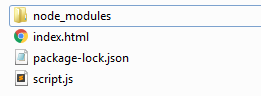 node_modules
index.html
package-lock.json
script.js